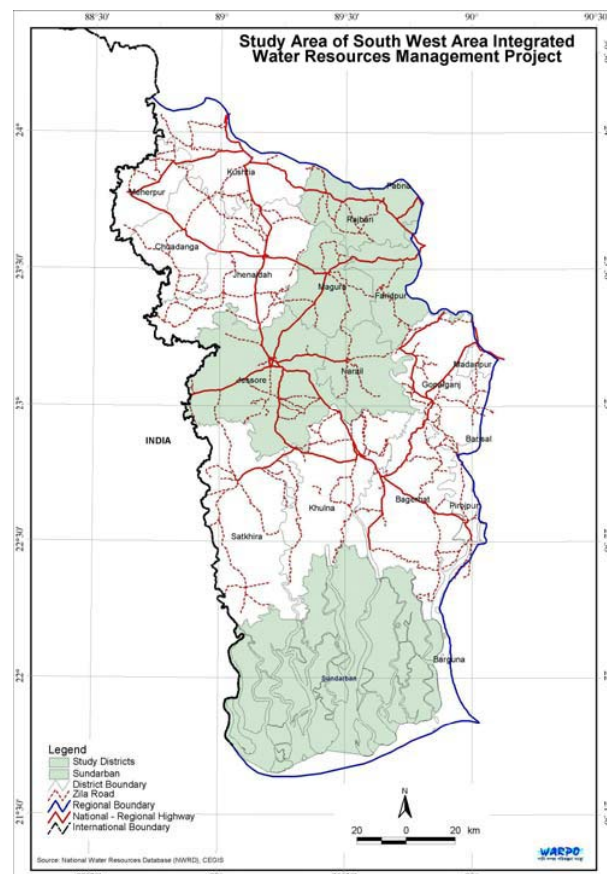 88°30'
89°
89°30'
90°
90°30'
Study Area of South West Area Integrated
Water Resources Management Project
24°
23°30'
23°
22°30'
22°
21°30'
Kushtia
Pabna
Meherpur
Rajbari
Chuadanga
Jhenaidah
Magura
Faridpur
Madaripur
Jessore
Narail
Gopalganj
INDIA
Barisal
Bagerhat
Khulna
Pirojpur
Satkhira
Barguna
Sundarban
Legend
Study Districts
Sundarban
District Boundary
Zila Road
Regional Boundary
National - Regional Highway
International Boundary
N
20 0 20 km
Source: National Water Resources Database (NWRD), CEGIS
WARPO